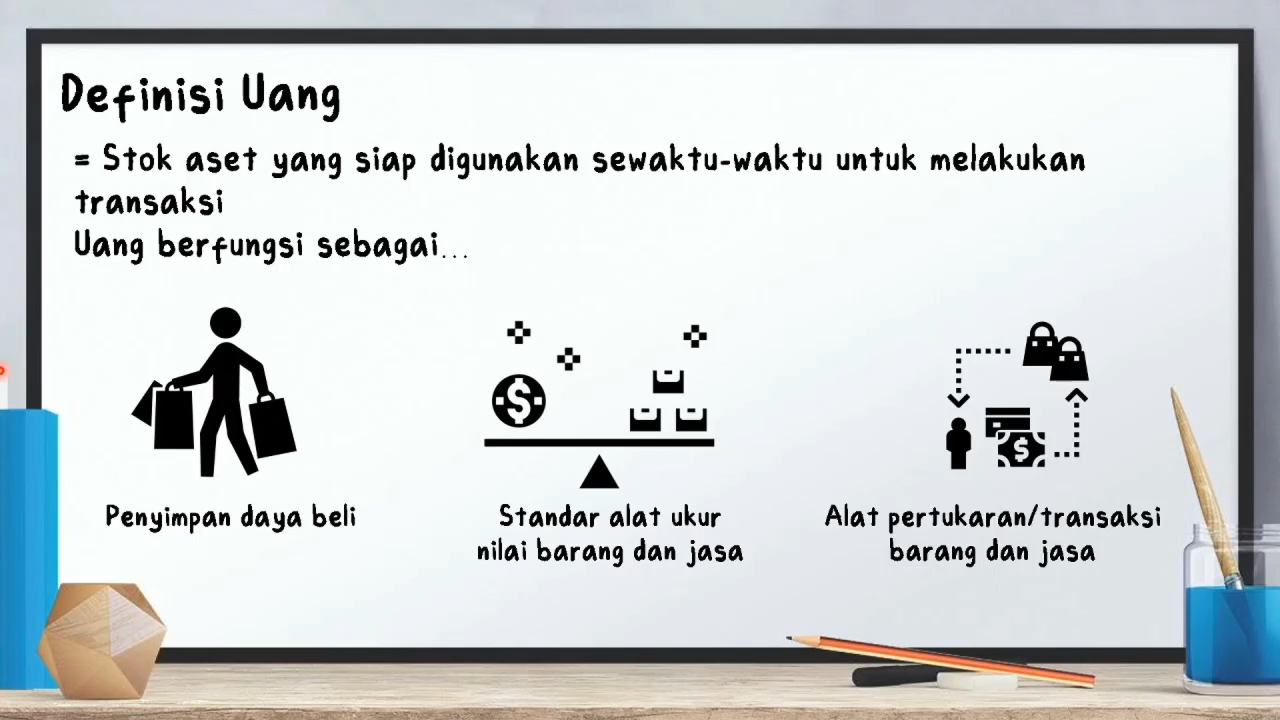 Definisi Uang
= Stok aset yang siap digunakan sewaktu-waktu untuk melakukan
transaksi
Uang berfungsi sebagai...
$
$
Penyimpan daya beli
Standar alat ukur
nilai barang dan jasa
Alat pertukaran/transaksi
barang dan jasa